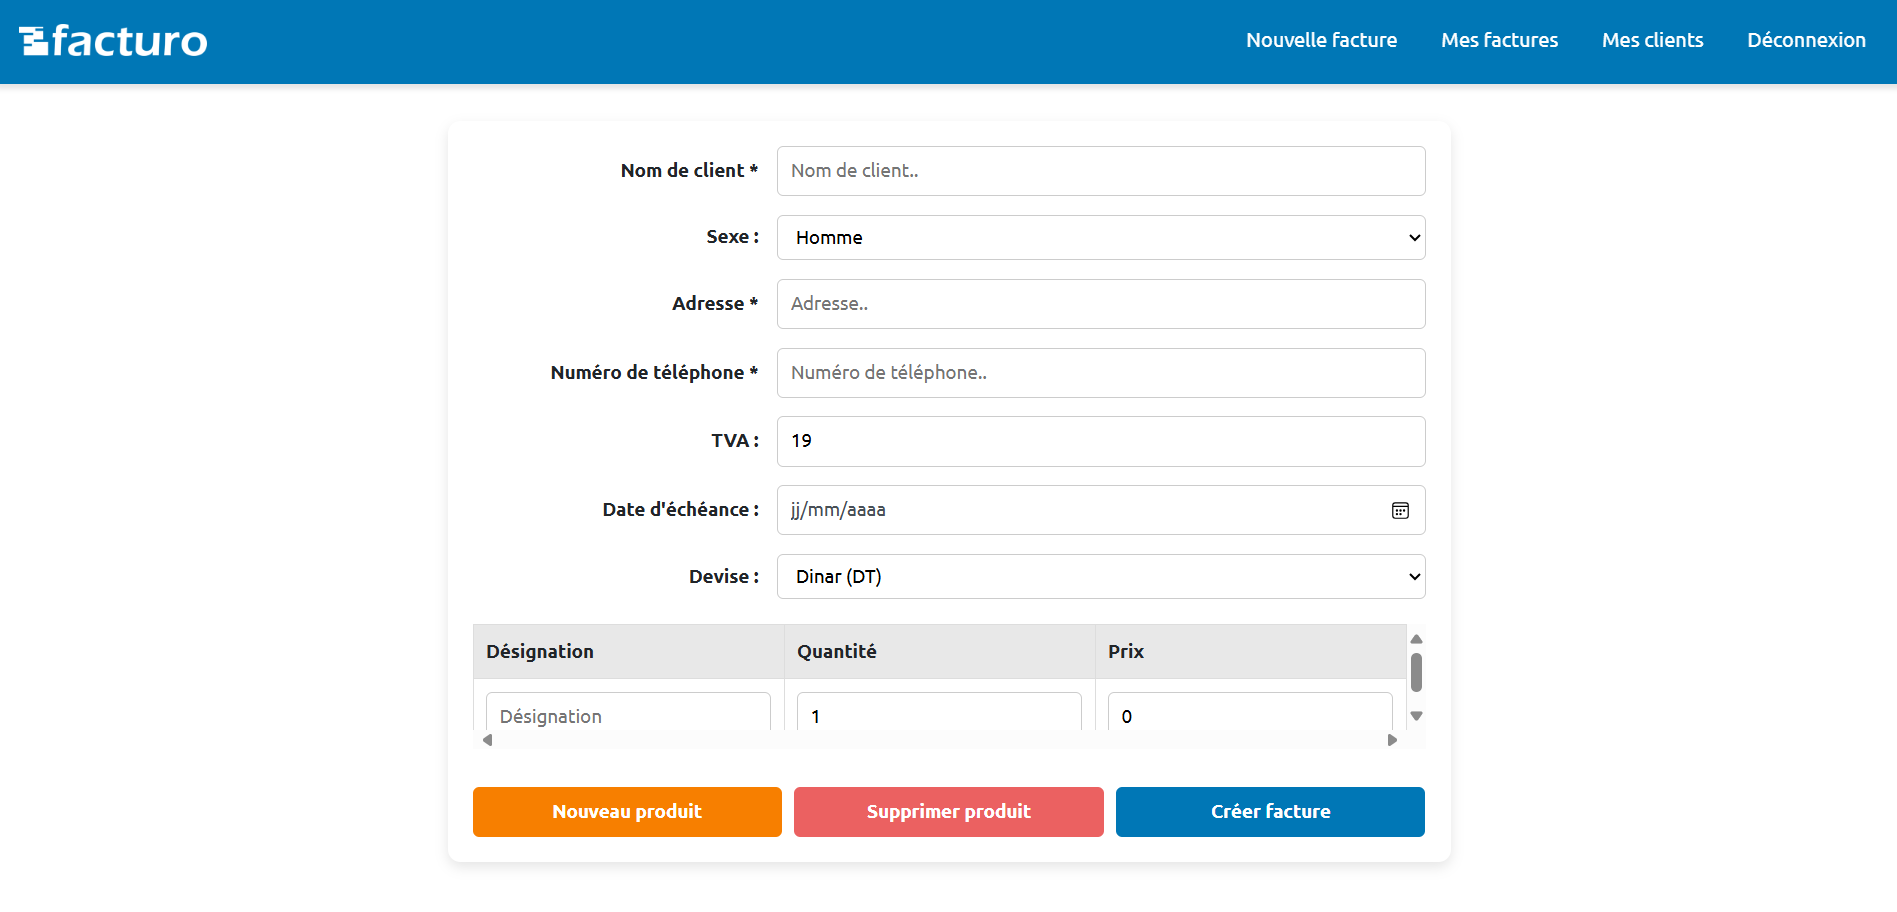 facturo
Nouvelle facture Mes factures Mes clients Déconnexion
Nom de client * Nom de client..
Sexe : Homme
Adresse * Adresse..
Numéro de téléphone * Numéro de téléphone..
TVA : 19
Date d'échéance : jj/mm/aaaa
Devise : Dinar (DT)
Désignation Quantité Prix
Désignation 1 0
Nouveau produit Supprimer produit Créer facture